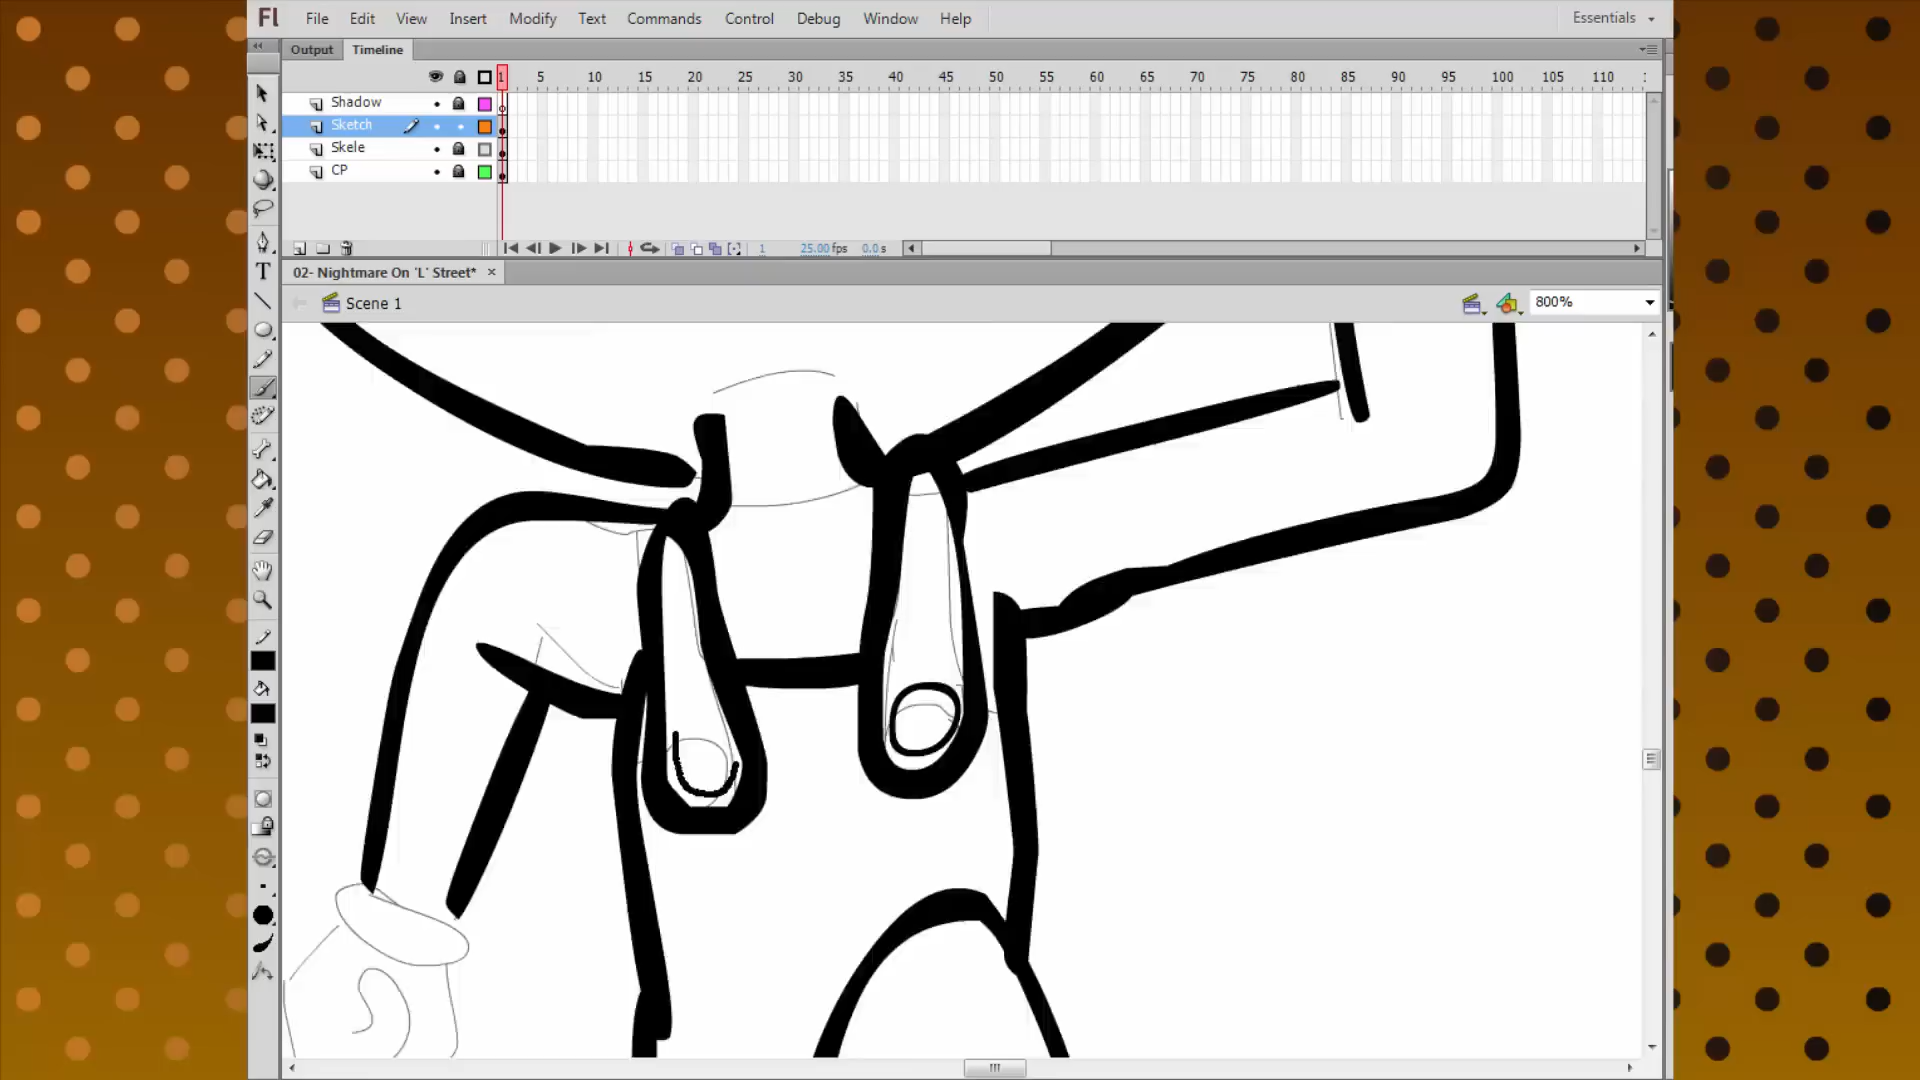 Fl File Edit View Insert Modify Text Commands Control Debug Window Help Essentials
Output Timeline
1 5 10 15 20 25 30 35 40 45 50 55 60 65 70 75 80 85 90 95 100 105 110
Shadow
Sketch
Skele
CP
1 25.00 fps 0.0 s
02- Nightmare On 'L' Street*
Scene 1 800%
T